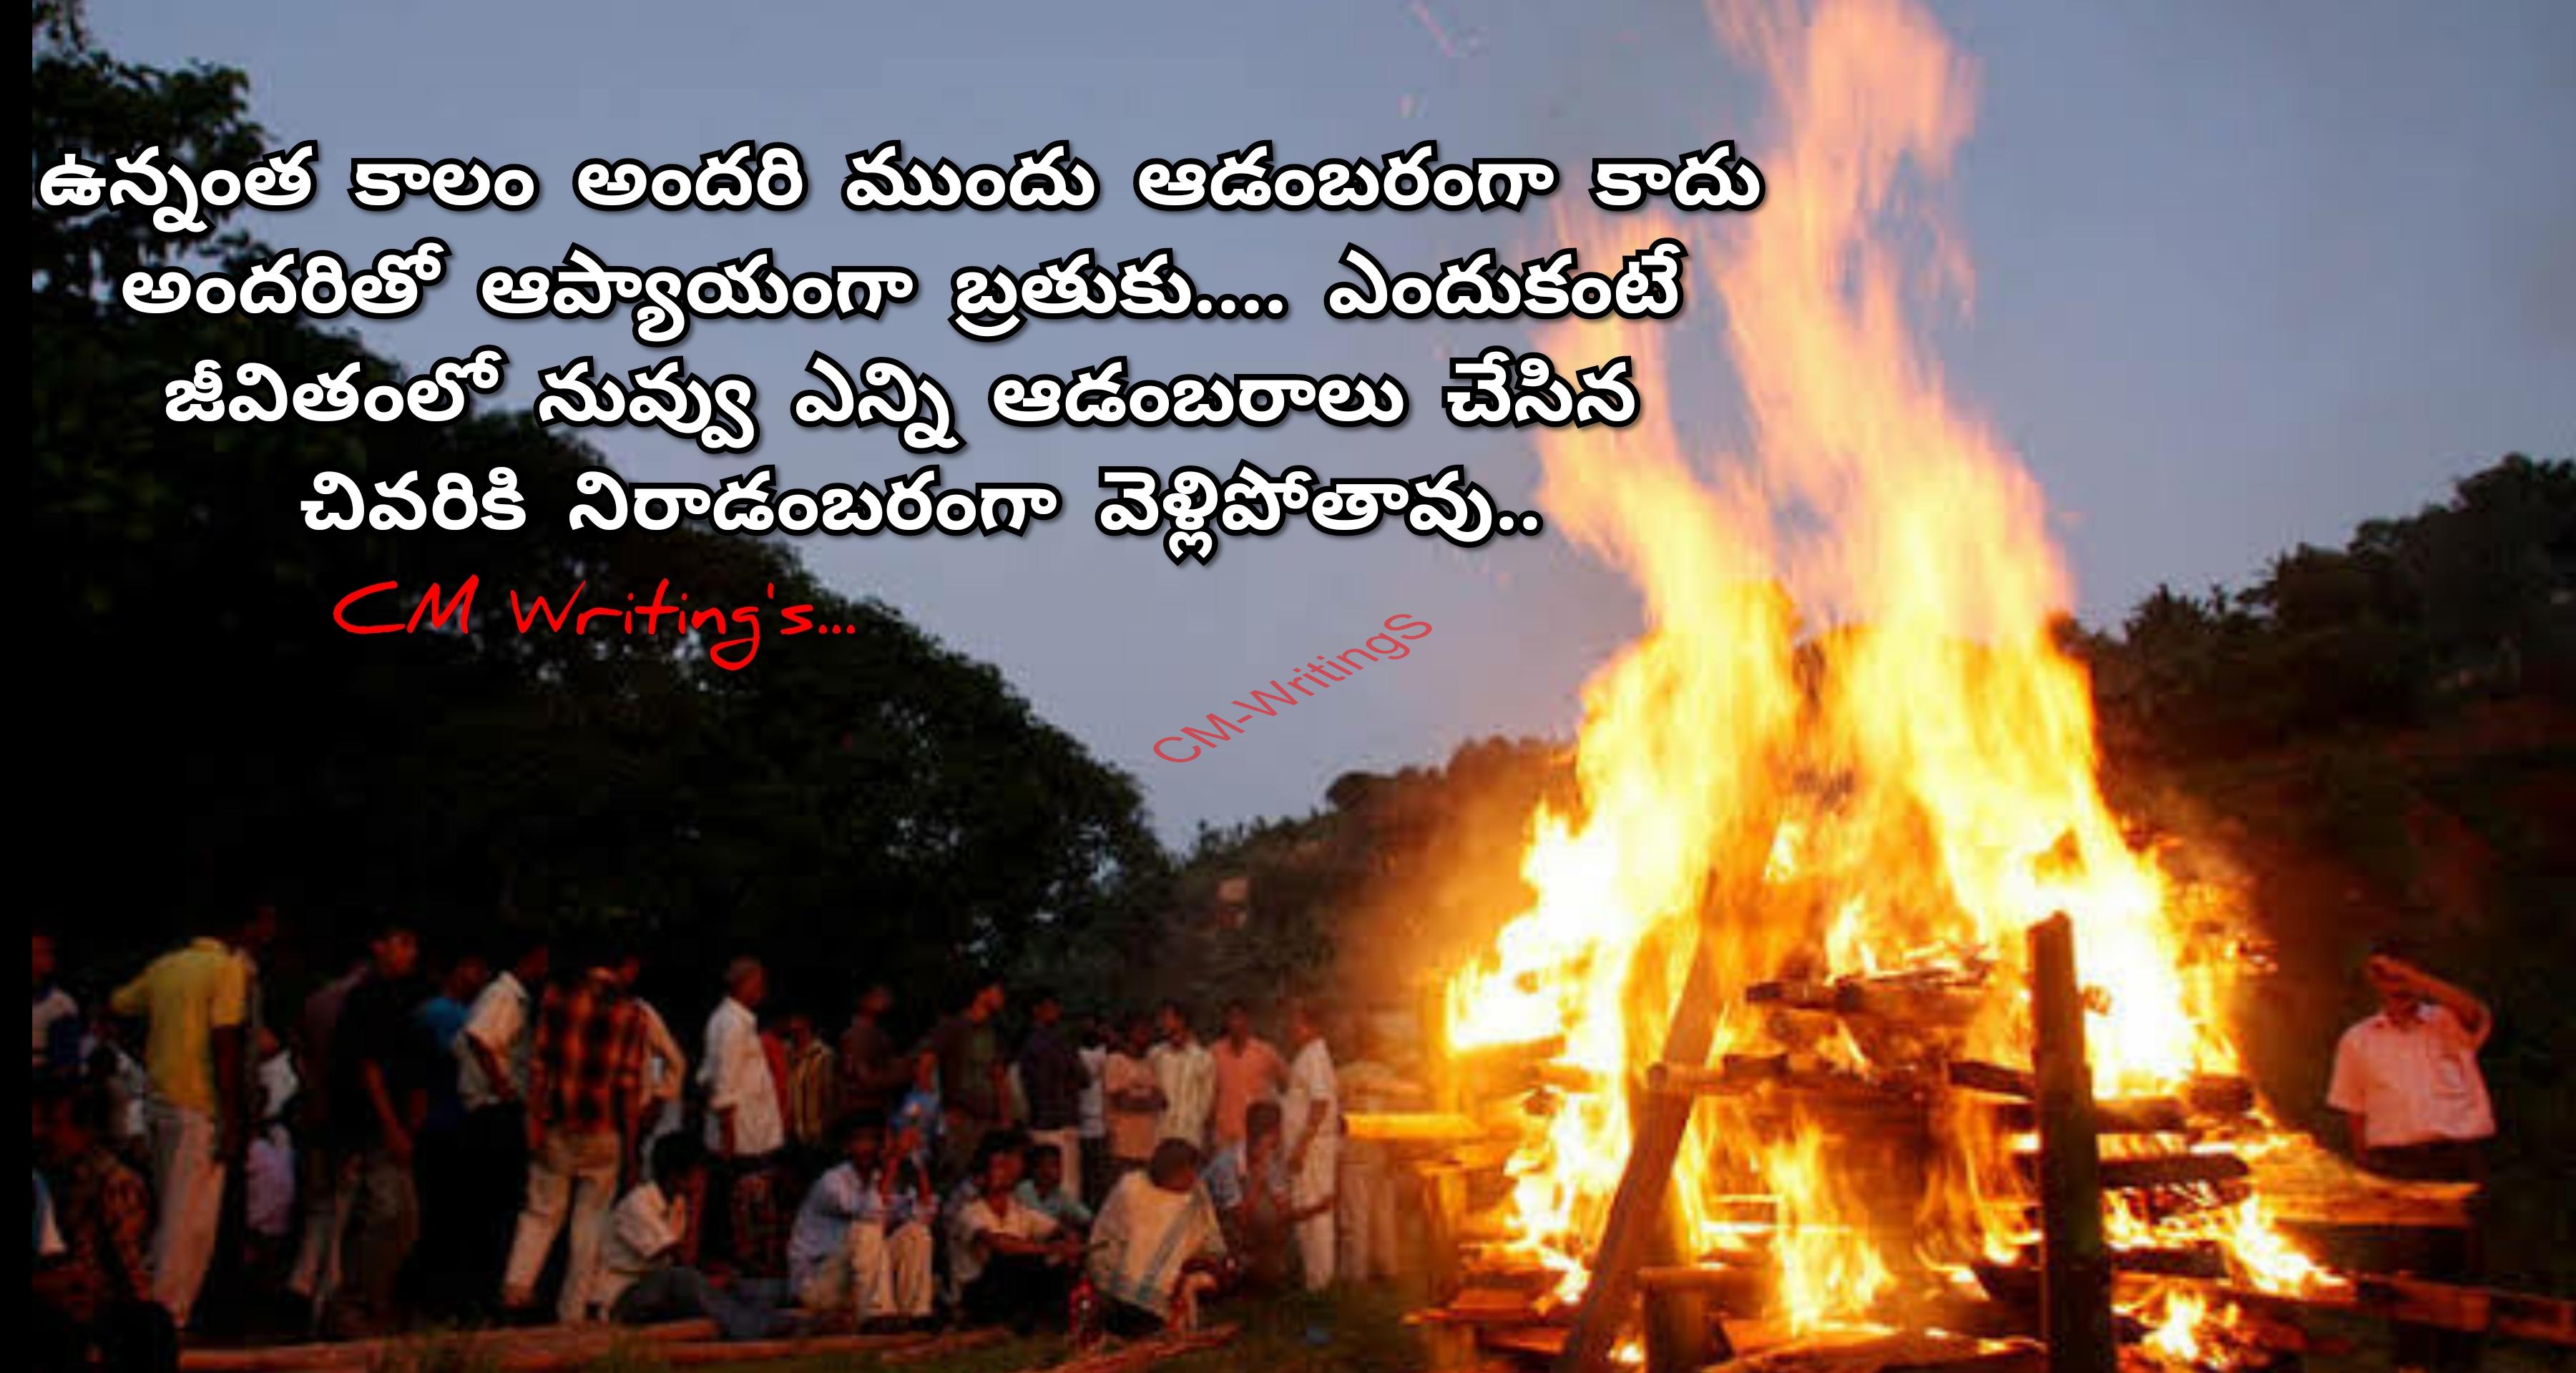 ఉన్నంత కాలం అందరి ముందు ఆడంబరంగా కాదు
అందరితో ఆప్యాయంగా బ్రతుకు.... ఎందుకంటే
జీవితంలో నువ్వు ఎన్ని ఆడంబరాలు చేసిన
చివరికి నిరాడంబరంగా వెళ్లిపోతావు..
CM Writing's...
CM-WritingS